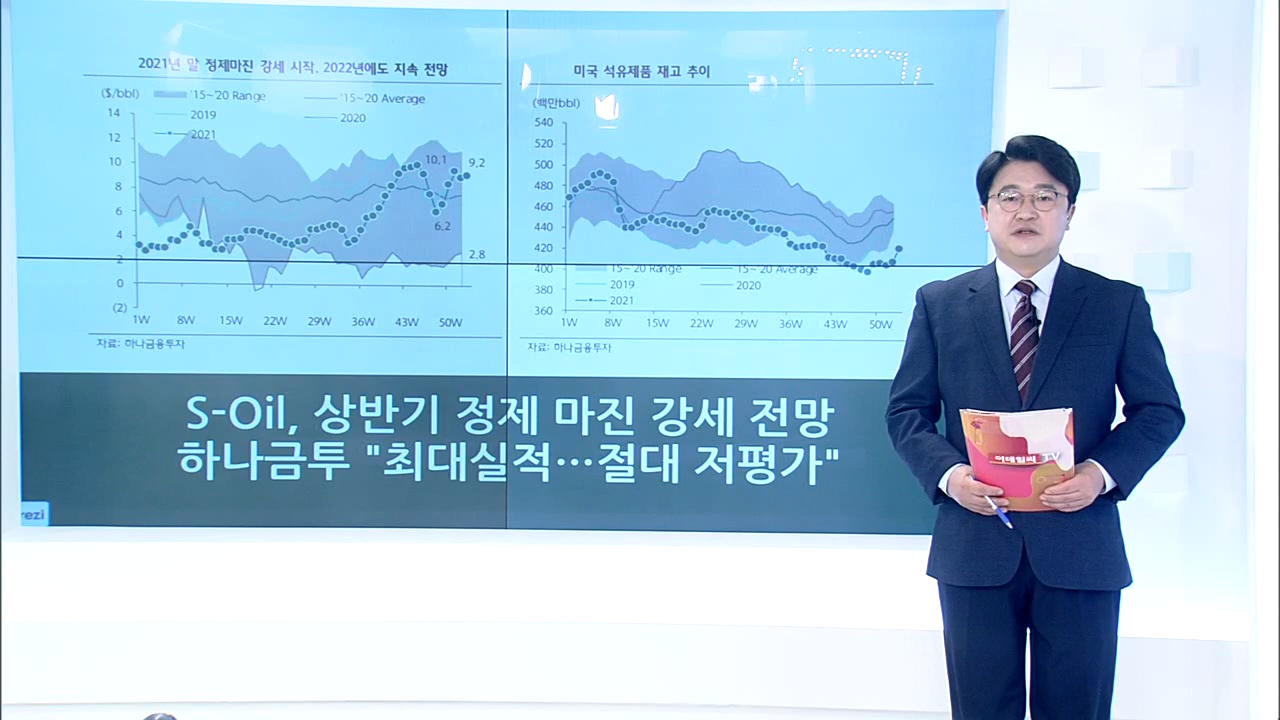 2021년 말 정제마진 강세 시작. 2022년에도 지속 전망
($/bbl)
'15~'20 Range
'15~'20 Average
2019
2020
2021
14
12
10
8
6
4
2
0
(2)
10.1
9.2
6.2
2.8
1W 8W 15W 22W 29W 36W 43W 50W
자료: 하나금융투자
미국 석유제품 재고 추이
(백만bbl)
540
520
500
480
460
440
420
400
380
360
15~'20 Range
15~'20 Average
2019
2020
2021
1W 8W 15W 22W 29W 36W 43W 50W
자료: 하나금융투자
S-Oil, 상반기 정제 마진 강세 전망
하나금투 "최대실적…절대 저평가"
rezi
이데일리 TV